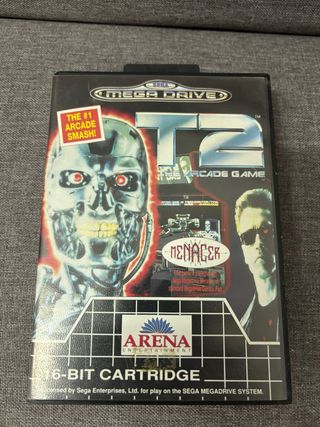 SEGA
MEGA DRIVE
THE #1
ARCADE
SMASH!
T2
TM
THE ARCADE GAME
MENACER
ARENA
ENTERTAINMENT
16-BIT CARTRIDGE
Licensed by Sega Enterprises, Ltd. for play on the SEGA MEGADRIVE SYSTEM.